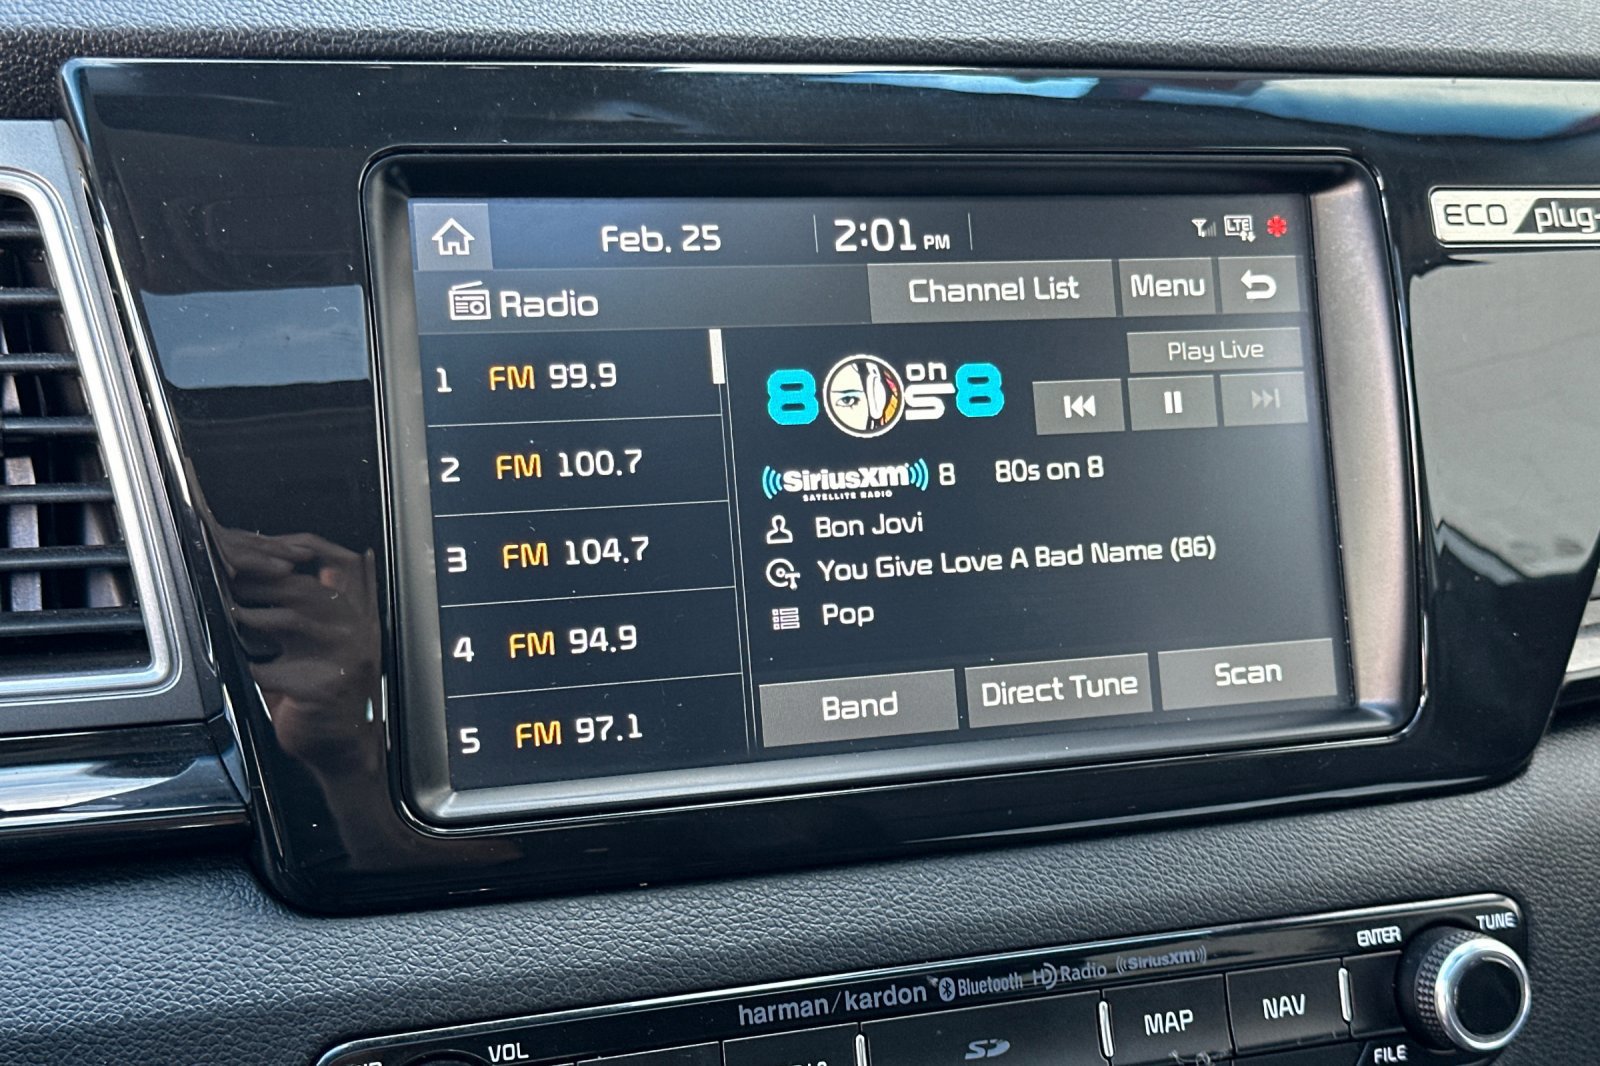 Feb. 25 2:01 PM LTE
Radio Channel List Menu
ECO plug-
Play Live
1 FM 99.9
2 FM 100.7
3 FM 104.7
4 FM 94.9
5 FM 97.1
80s on 8
SiriusXM 8 80s on 8
SATELLITE RADIO
Bon Jovi
You Give Love A Bad Name (86)
Pop
Band Direct Tune Scan
harman/kardon Bluetooth HD Radio SiriusXM
ENTER TUNE
VOL
SD
MAP NAV
FILE